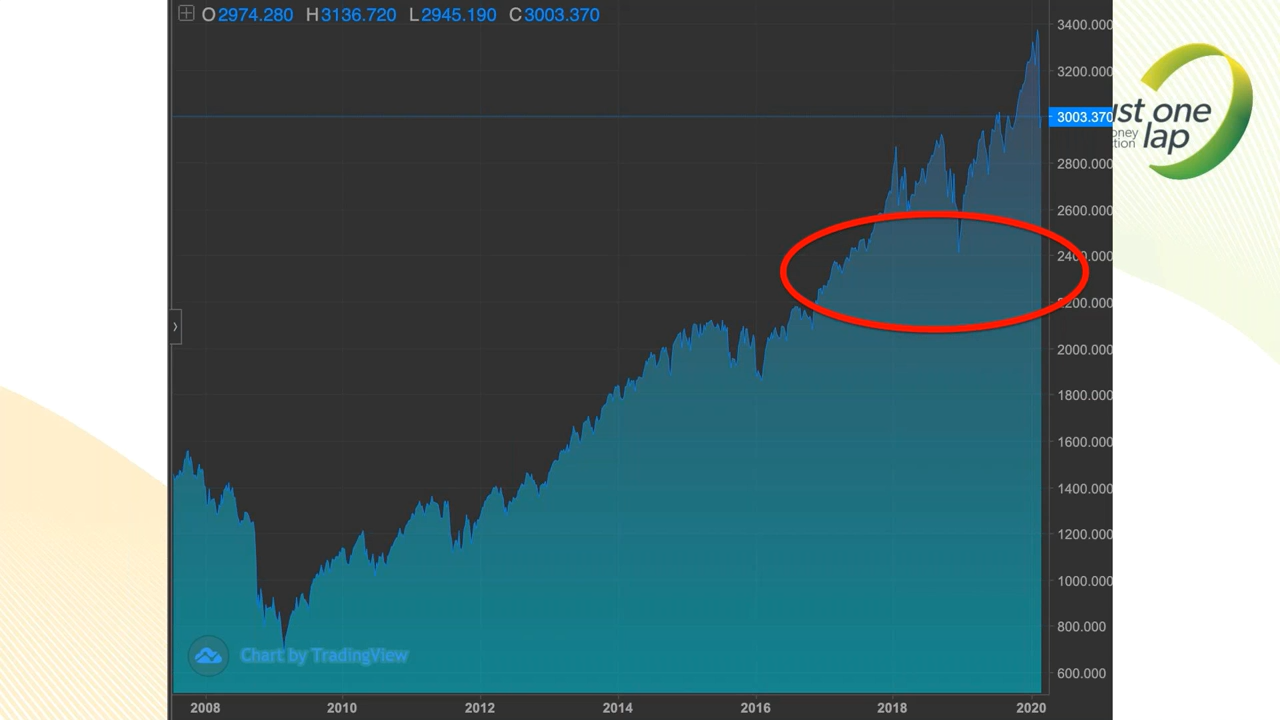 O2974.280 H3136.720 L2945.190 C3003.370
3400.000
3200.000
3003.370
2800.000
2600.000
2400.000
2200.000
2000.000
1800.000
1600.000
1400.000
1200.000
1000.000
800.000
600.000
2008 2010 2012 2014 2016 2018 2020
Chart by TradingView
ust one
lap
oney
tion